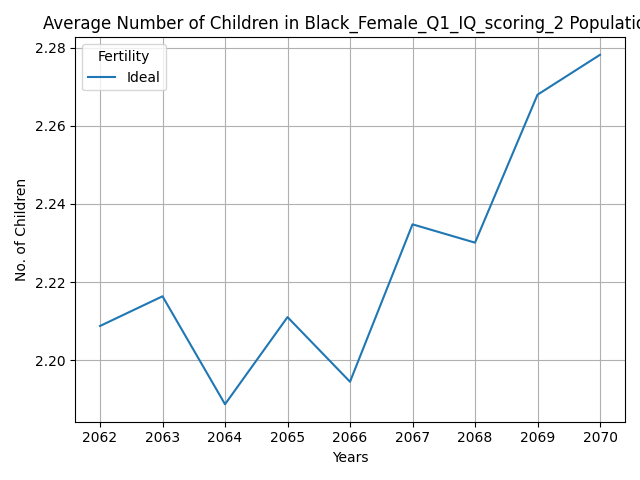 Average Number of Children in Black_Female_Q1_IQ_scoring_2 Populatio
Fertility
Ideal
2.28
2.26
2.24
2.22
2.20
No. of Children
2062 2063 2064 2065 2066 2067 2068 2069 2070
Years